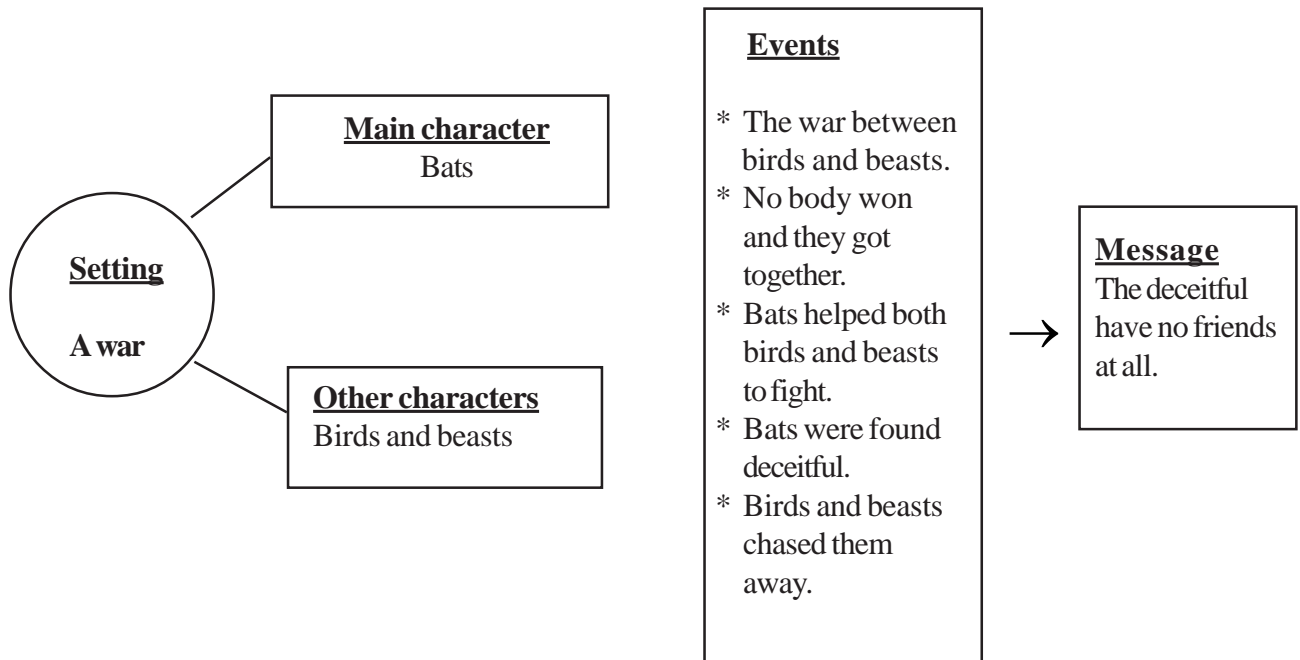 Setting
A war
Main character
Bats
Other characters
Birds and beasts
Events
* The war between
birds and beasts.
* No body won
and they got
together.
* Bats helped both
birds and beasts
to fight.
* Bats were found
deceitful.
* Birds and beasts
chased them
away.
Message
The deceitful
have no friends
at all.